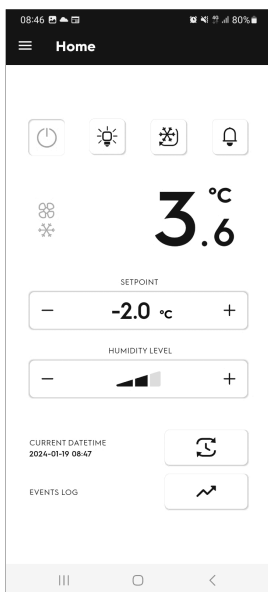 08:46 4G 80%
Home
3.6 °C
SETPOINT
− -2.0 °C +
HUMIDITY LEVEL
− +
CURRENT DATETIME
2024-01-19 08:47
EVENTS LOG